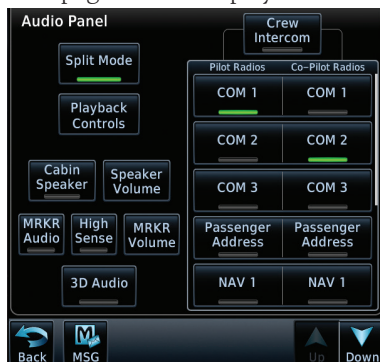 Audio Panel
Crew
Intercom
Split Mode
Pilot Radios Co-Pilot Radios
COM 1 COM 1
Playback
Controls
COM 2 COM 2
Cabin
Speaker
Speaker
Volume
COM 3 COM 3
MRKR
Audio
High
Sense
MRKR
Volume
Passenger
Address
Passenger
Address
3D Audio
NAV 1 NAV 1
Back MSG Up Down